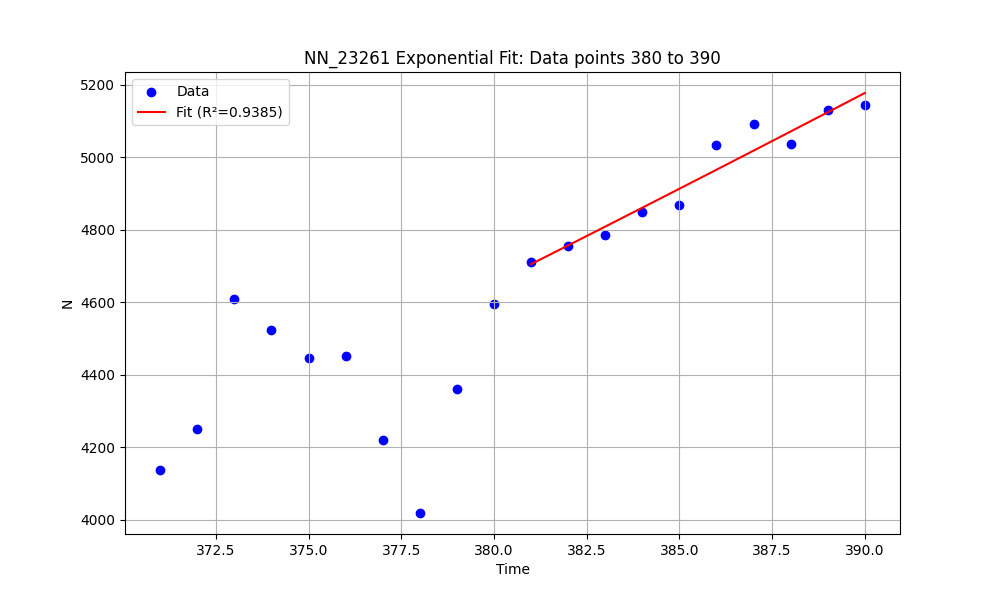 NN_23261 Exponential Fit: Data points 380 to 390
Data
Fit (R²=0.9385)
5200
5000
4800
4600
4400
4200
4000
N
372.5 375.0 377.5 380.0 382.5 385.0 387.5 390.0
Time